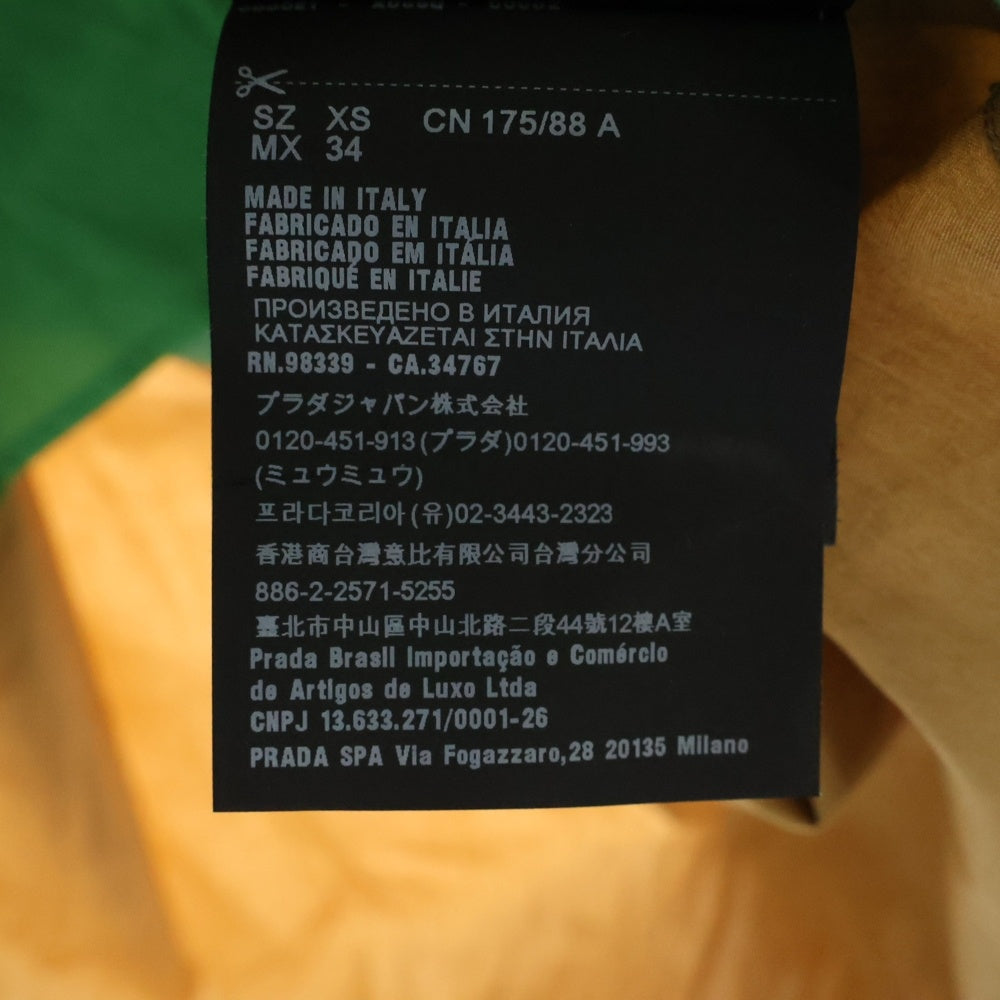 SZ XS CN 175/88 A
MX 34
MADE IN ITALY
FABRICADO EN ITALIA
FABRICADO EM ITÁLIA
FABRIQUÉ EN ITALIE
ПРОИЗВЕДЕНО В ИТАЛИЯ
ΚΑΤΑΣΚΕΥΑΖΕΤΑΙ ΣΤΗΝ ΙΤΑΛΙΑ
RN.98339 - CA.34767
プラダジャパン株式会社
0120-451-913(プラダ)0120-451-993
(ミュウミュウ)
프라다코리아(유)02-3443-2323
香港商台灣意比有限公司台灣分公司
886-2-2571-5255
臺北市中山區中山北路二段44號12樓A室
Prada Brasil Importação e Comércio
de Artigos de Luxo Ltda
CNPJ 13.633.271/0001-26
PRADA SPA Via Fogazzaro,28 20135 Milano